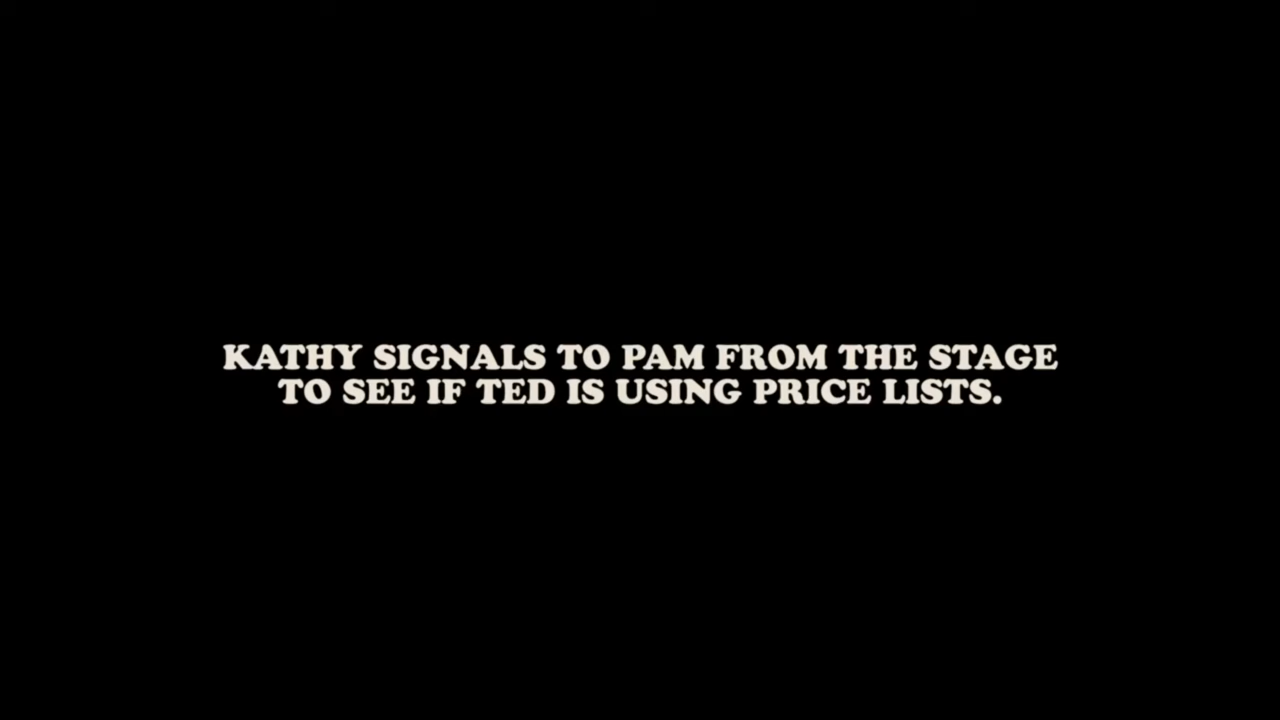 KATHY SIGNALS TO PAM FROM THE STAGE
TO SEE IF TED IS USING PRICE LISTS.